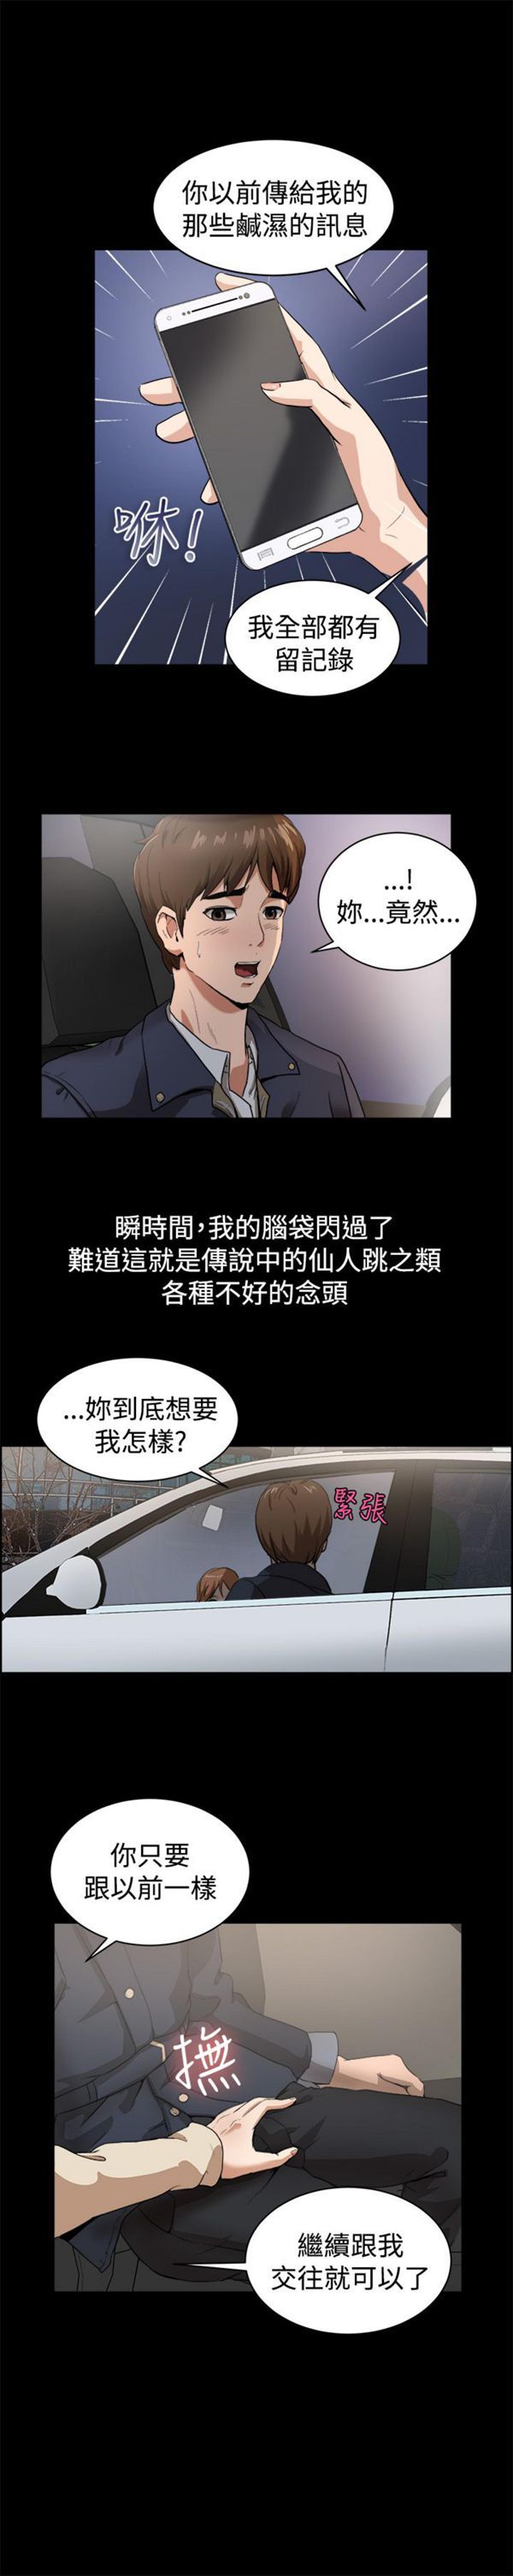 你以前傳給我的
那些鹹濕的訊息
咻!
我全部都有
留記錄
...!
妳...竟然...
瞬時間,我的腦袋閃過了
難道這就是傳說中的仙人跳之類
各種不好的念頭
...妳到底想要
我怎樣?
緊張
你只要
跟以前一樣
撫
繼續跟我
交往就可以了